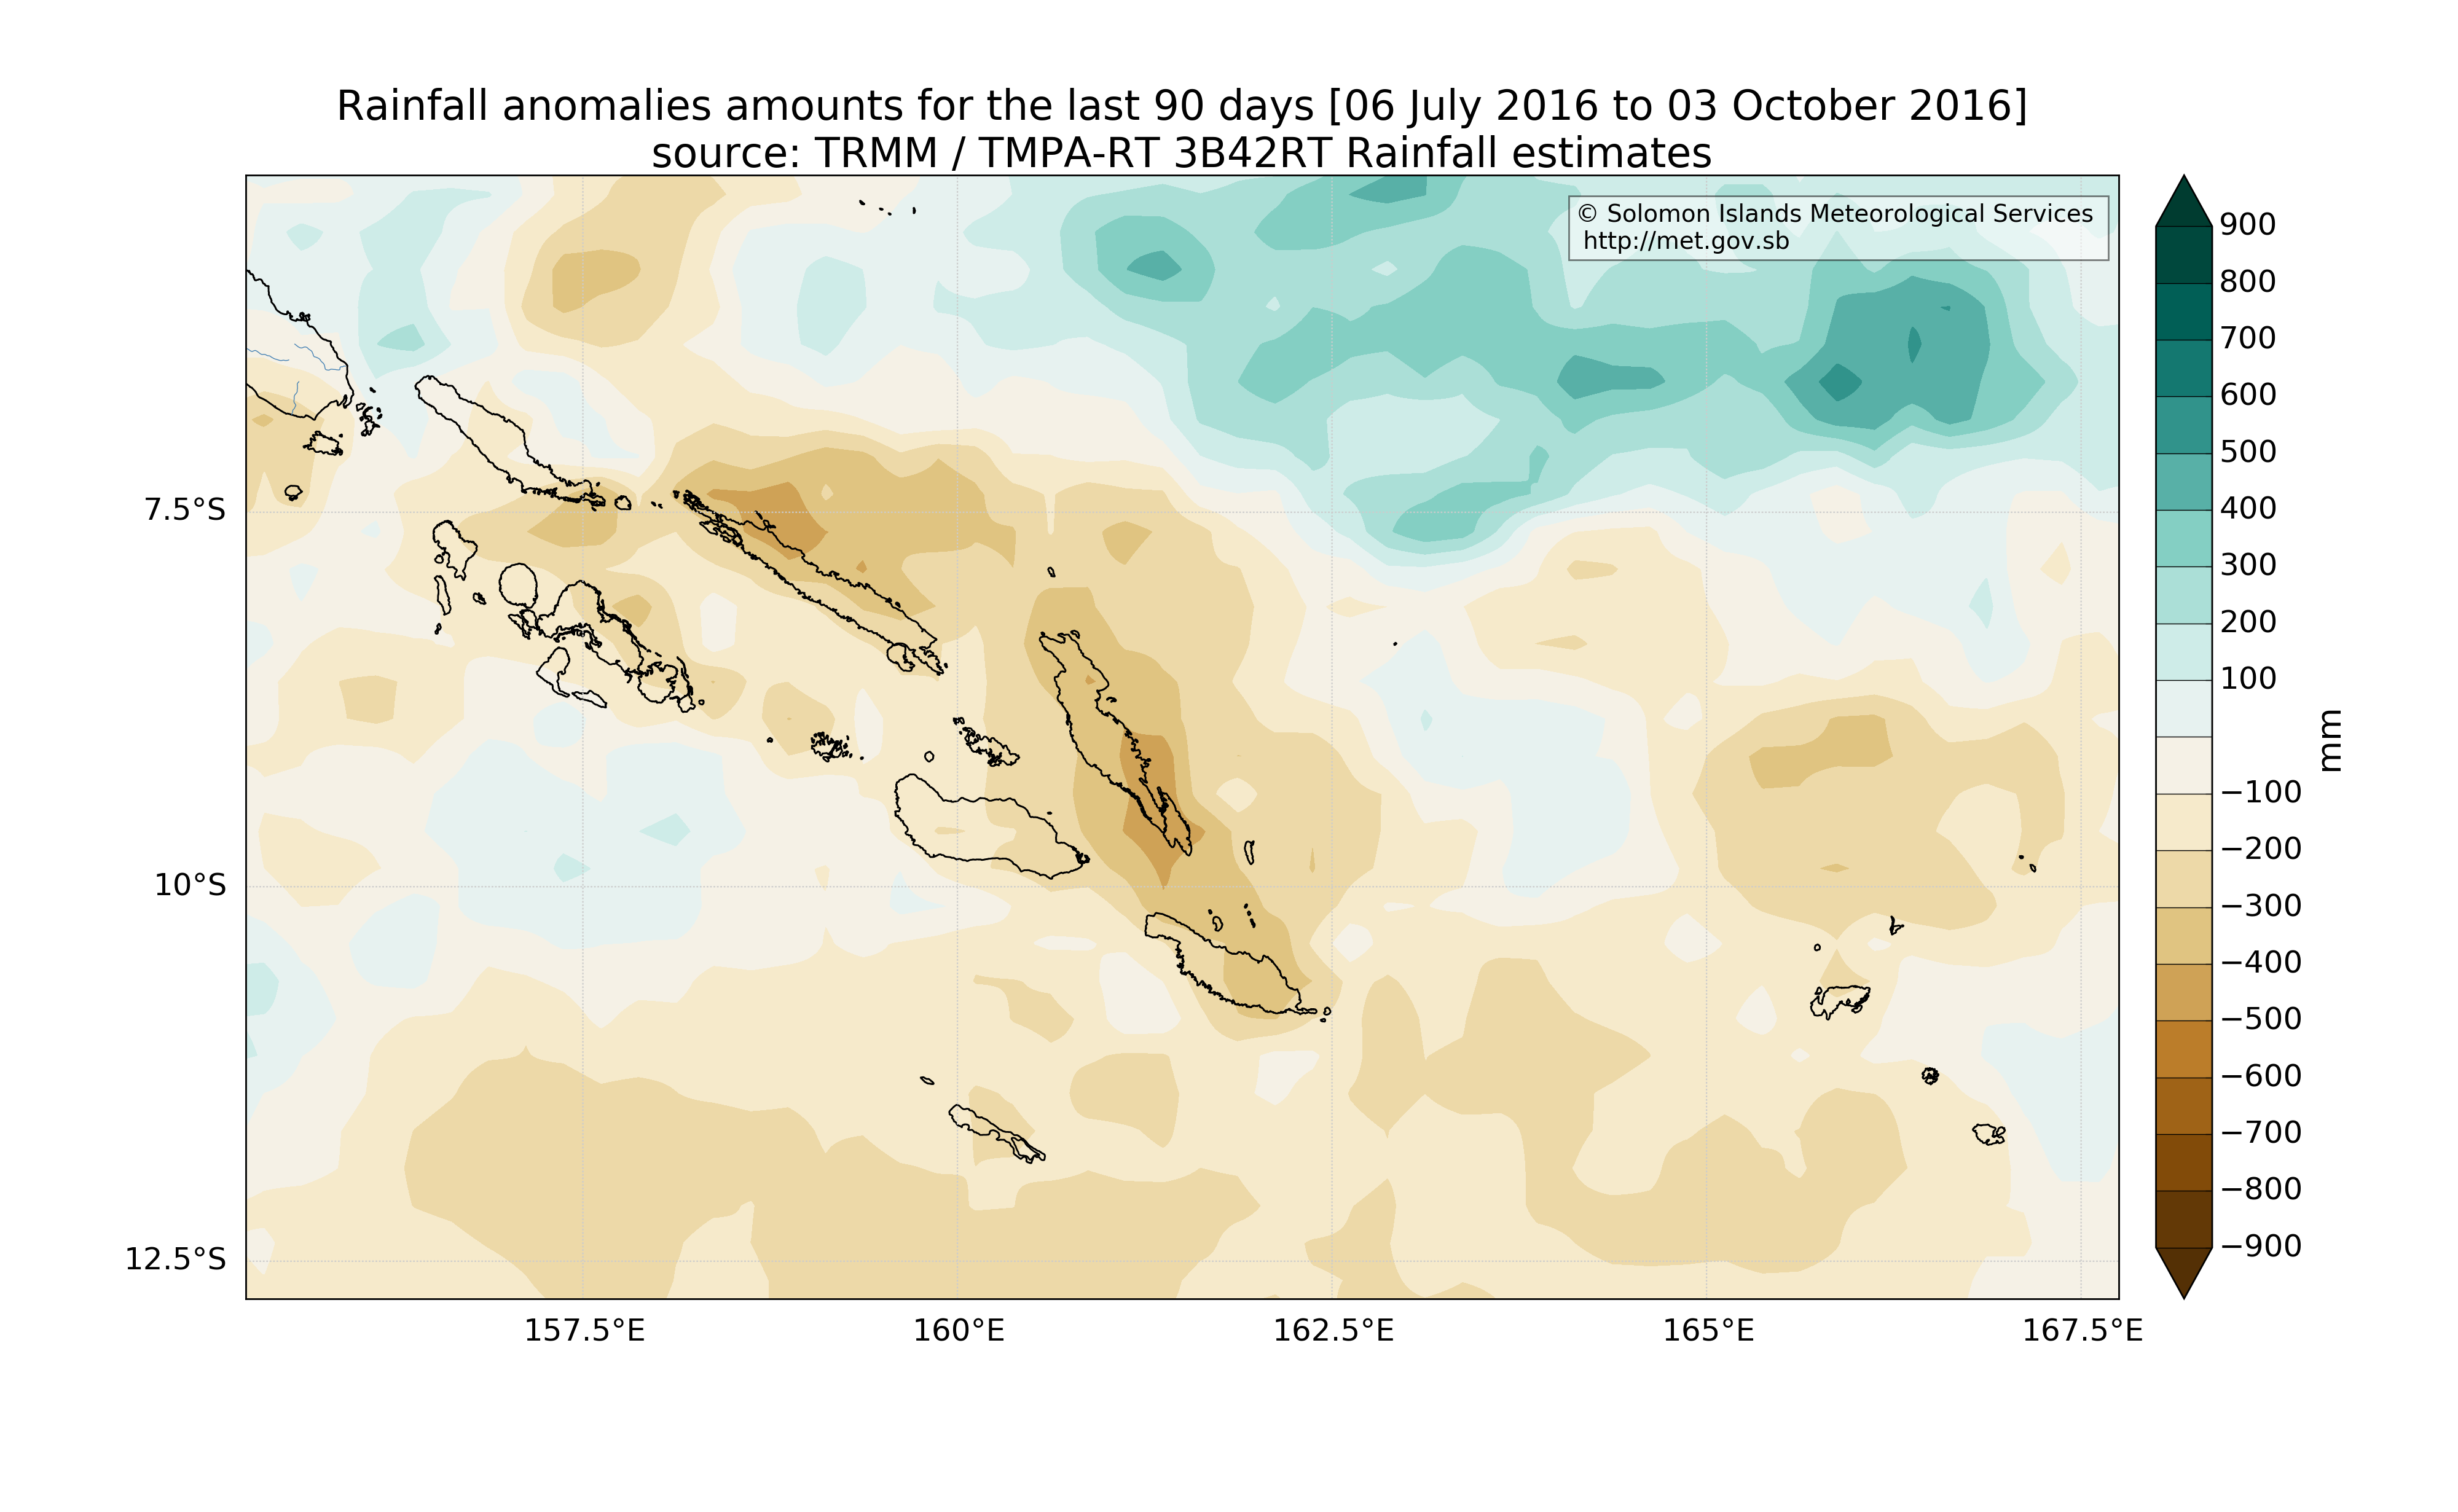 Rainfall anomalies amounts for the last 90 days [06 July 2016 to 03 October 2016]
source: TRMM / TMPA-RT 3B42RT Rainfall estimates
© Solomon Islands Meteorological Services
http://met.gov.sb
7.5°S
10°S
12.5°S
157.5°E
160°E
162.5°E
165°E
167.5°E
900
800
700
600
500
400
300
200
100
−100
−200
−300
−400
−500
−600
−700
−800
−900
mm